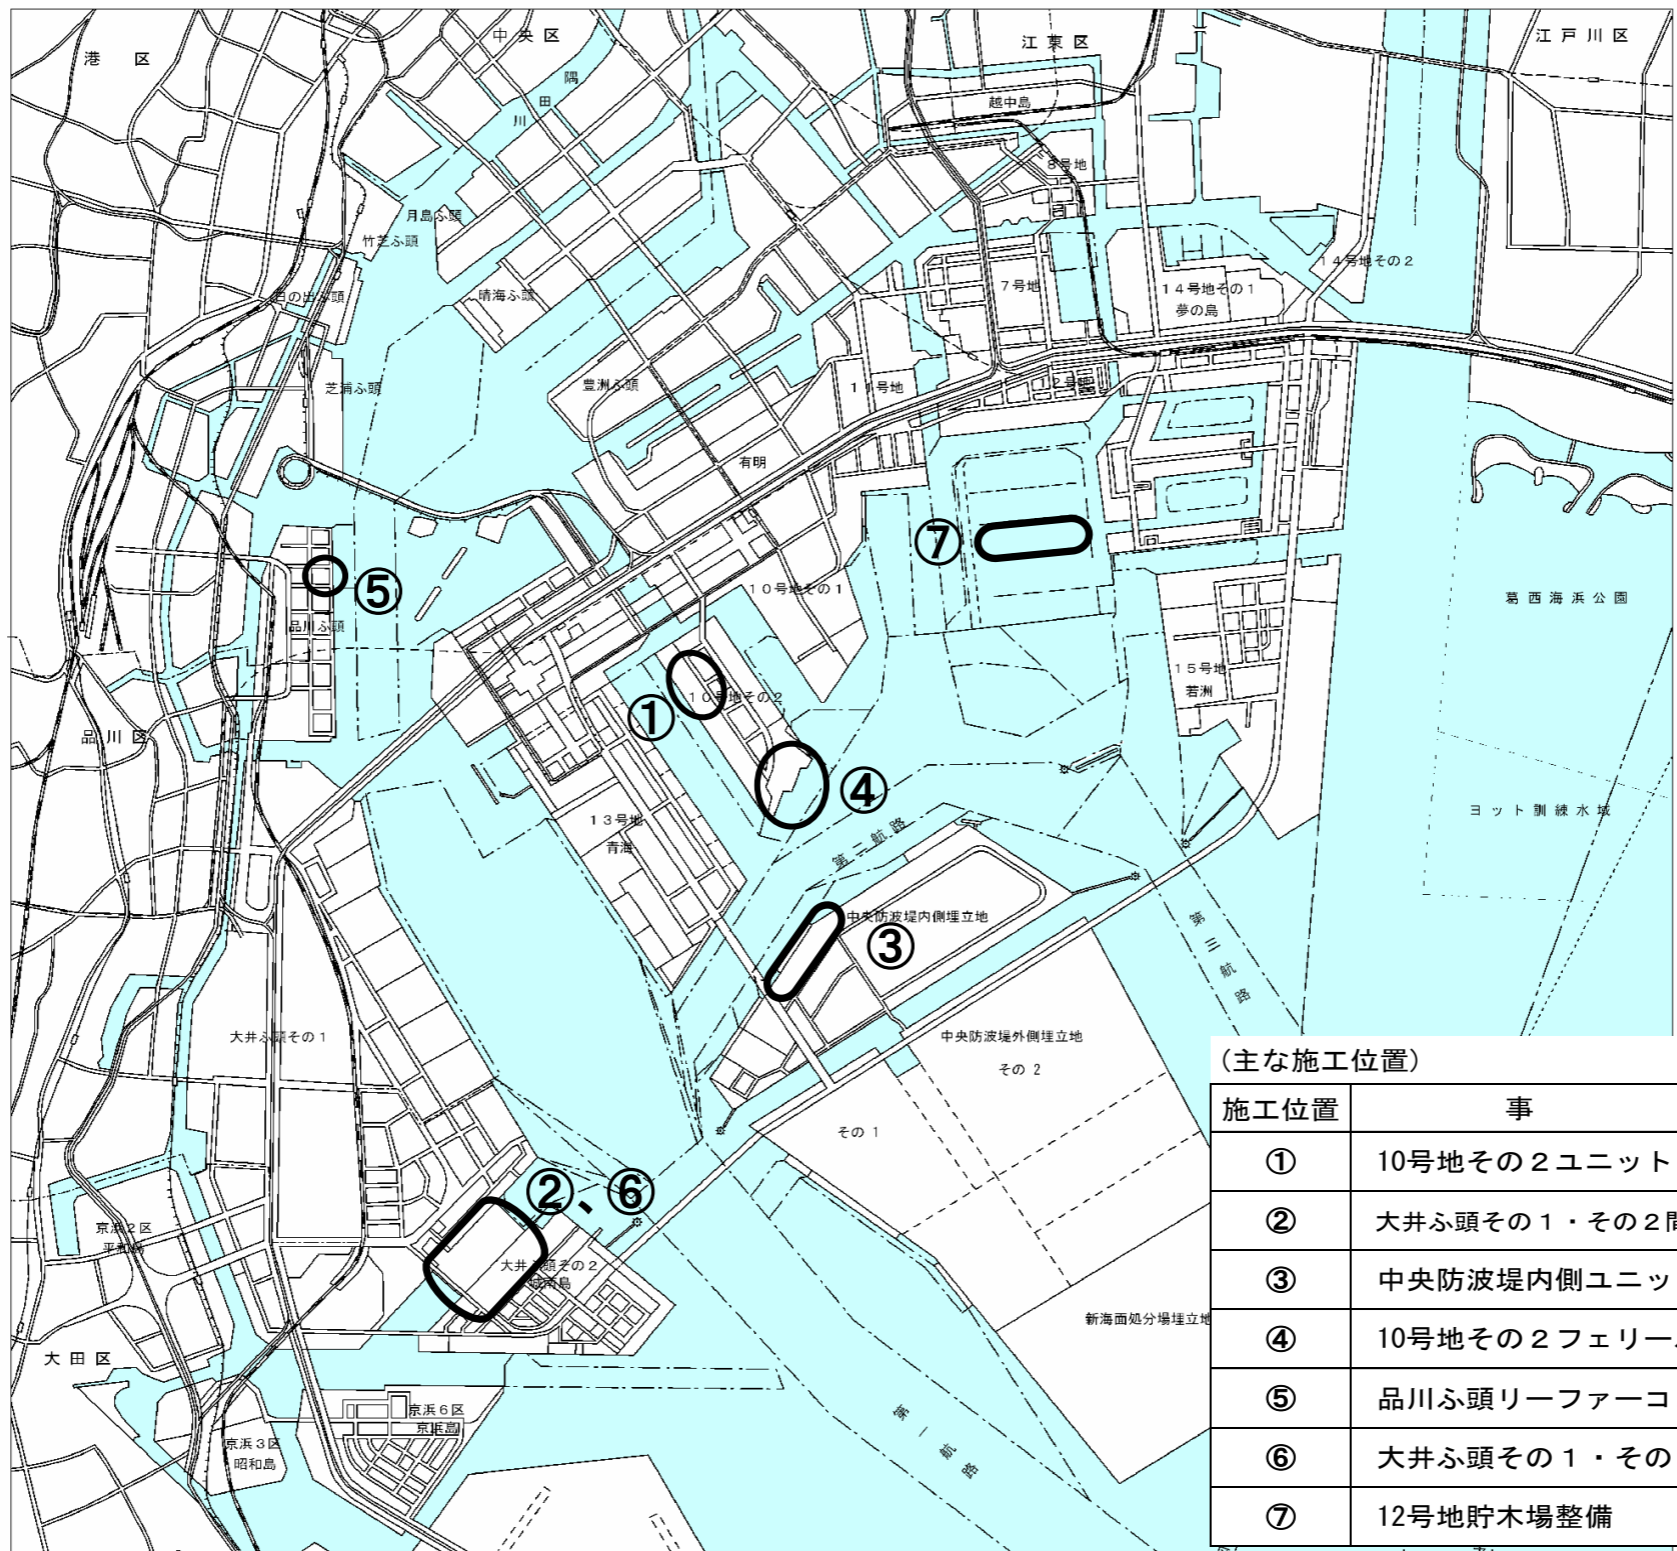 港区
中央区
江東区
江戸川区
隅
田
川
越中島
8号地
月島ふ頭
竹芝ふ頭
14号地その2
日の出ふ頭
晴海ふ頭
7号地
14号地その1
夢の島
芝浦ふ頭
豊洲ふ頭
11号地
12号地
有明
⑦
⑤
10号地その1
葛西海浜公園
品川ふ頭
15号地
若洲
10号地その2
①
品川区
④
13号地
青海
第二航路
ヨット訓練水域
中央防波堤内側埋立地
③
第三航路
大井ふ頭その1
中央防波堤外側埋立地
その2
その1
②、⑥
京浜2区
平和島
大井ふ頭その2
城南島
新海面処分場埋立地
大田区
京浜6区
京浜島
第一航路
京浜3区
昭和島
(主な施工位置)
施工位置 事
① 10号地その2ユニット
② 大井ふ頭その1・その2間
③ 中央防波堤内側ユニッ
④ 10号地その2フェリー
⑤ 品川ふ頭リーファーコ
⑥ 大井ふ頭その1・その
⑦ 12号地貯木場整備